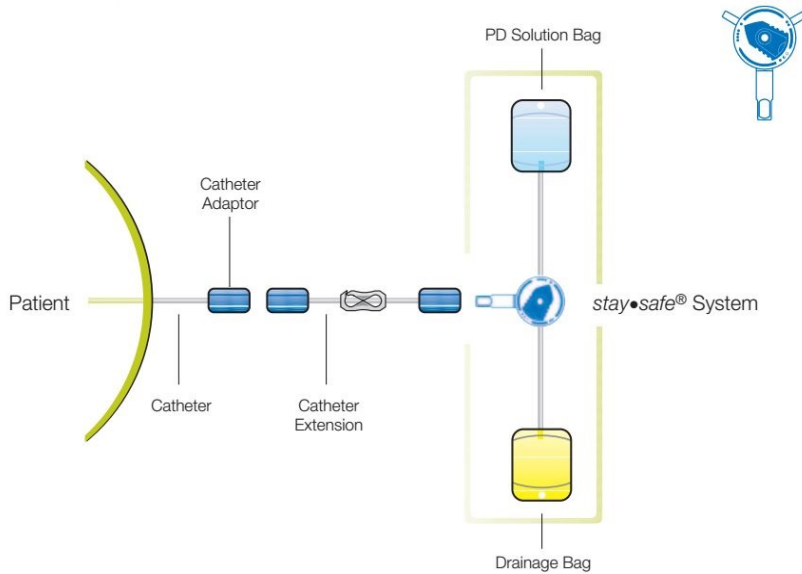 PD Solution Bag
Catheter
Adaptor
Patient
stay•safe® System
Catheter
Catheter
Extension
Drainage Bag